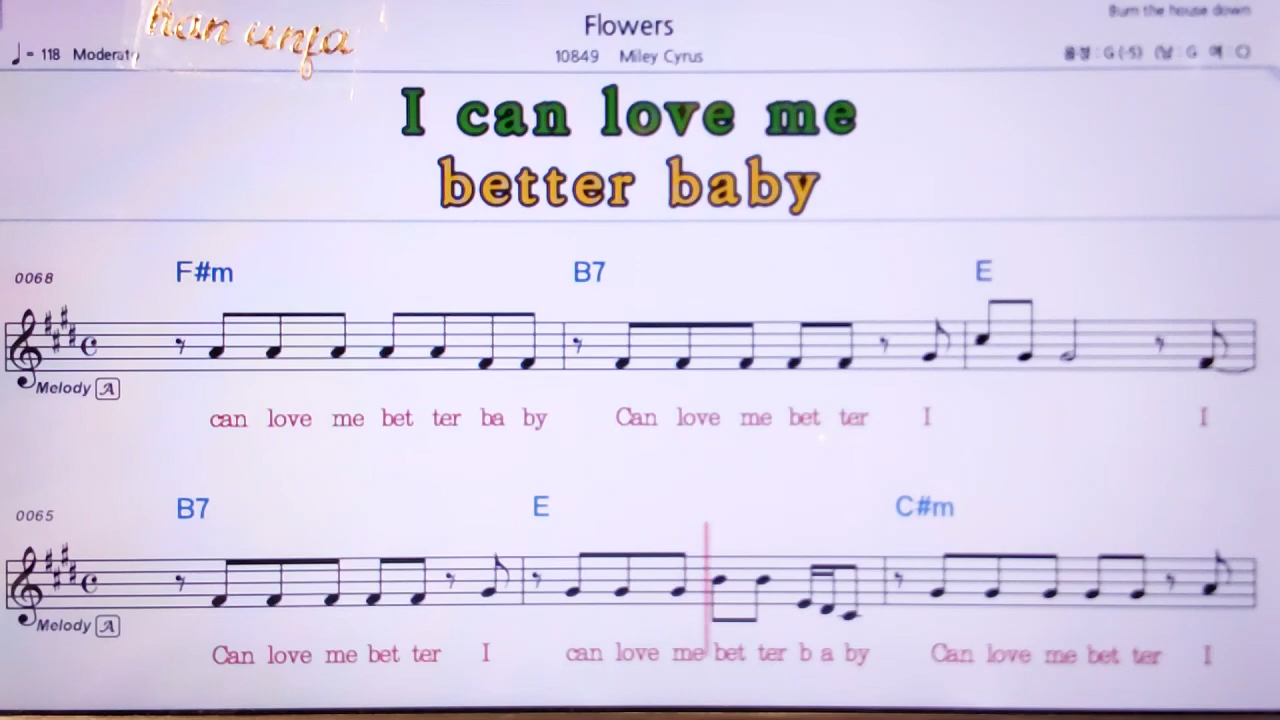 han unja
Flowers
Burn the house down
= 118 Moderato
10849 Miley Cyrus
I can love me
better baby
0068 F#m B7 E
Melody A
can love me bet ter ba by Can love me bet ter I I
0065 B7 E C#m
Melody A
Can love me bet ter I can love me bet ter b a by Can love me bet ter I